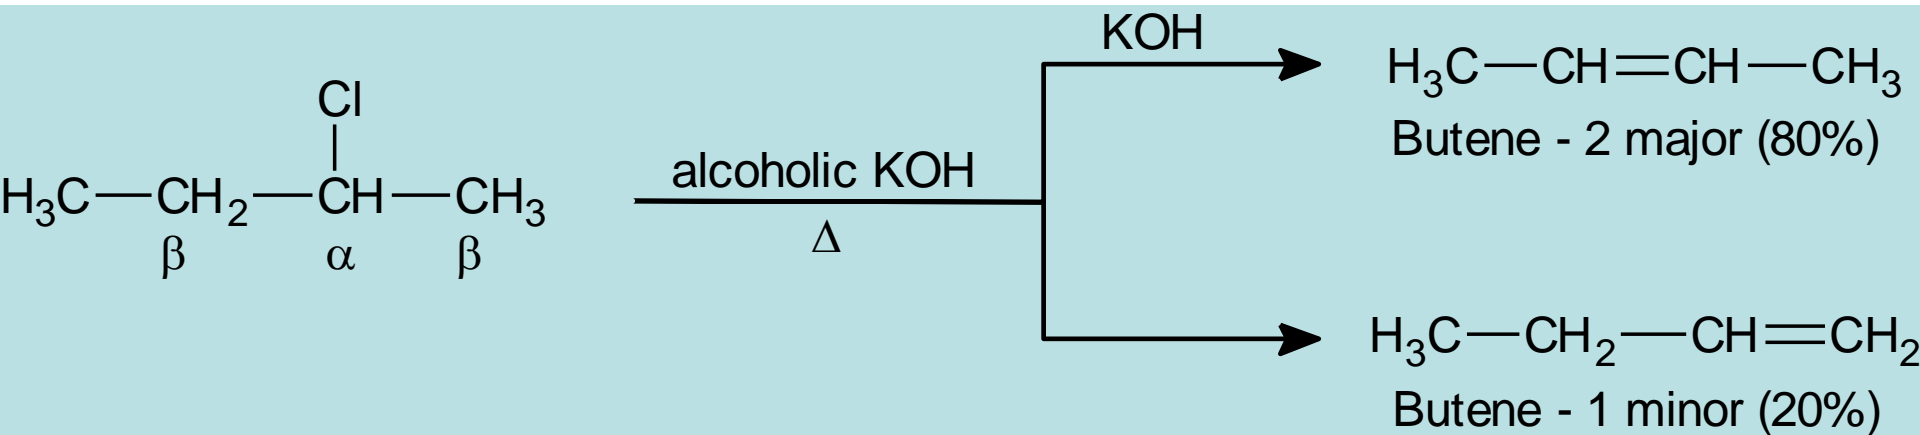 Cl
H₃C—CH₂—CH—CH₃
β α β
alcoholic KOH
Δ
KOH
H₃C—CH=CH—CH₃
Butene - 2 major (80%)
H₃C—CH₂—CH=CH₂
Butene - 1 minor (20%)